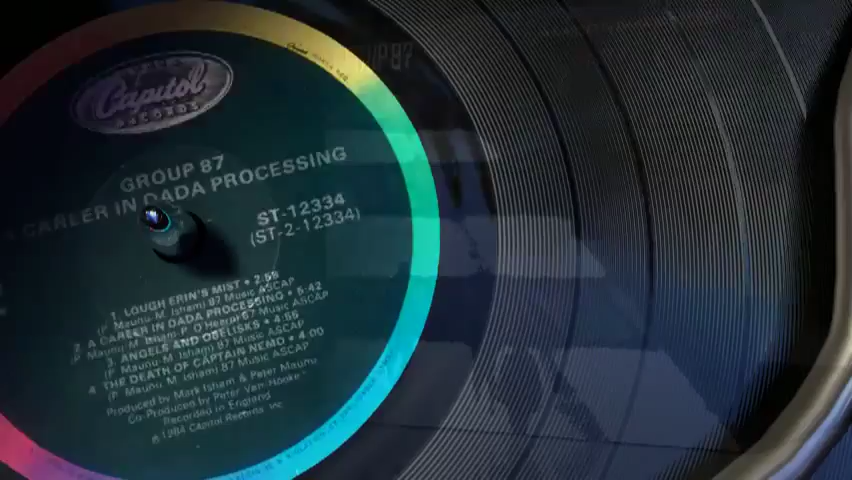 Capitol
RECORDS
GROUP 87
A CAREER IN DADA PROCESSING
ST-12334
(ST-2-12334)
1. LOUGH ERIN'S MIST • 2:58
(P. Maunu-M. Isham) 87 Music ASCAP
2. A CAREER IN DADA PROCESSING • 5:42
P. Maunu-M. Isham-P. O'Hearn) 87 Music ASCAP
3. ANGELS AND OBELISKS • 4:56
(P. Maunu-M. Isham) 87 Music ASCAP
4. THE DEATH OF CAPTAIN NEMO • 4:00
(P. Maunu-M. Isham) 87 Music ASCAP
Produced by Mark Isham & Peter Maunu
Co-Produced by Peter Van-Hooke
Recorded in England
℗1984 Capitol Records, Inc.